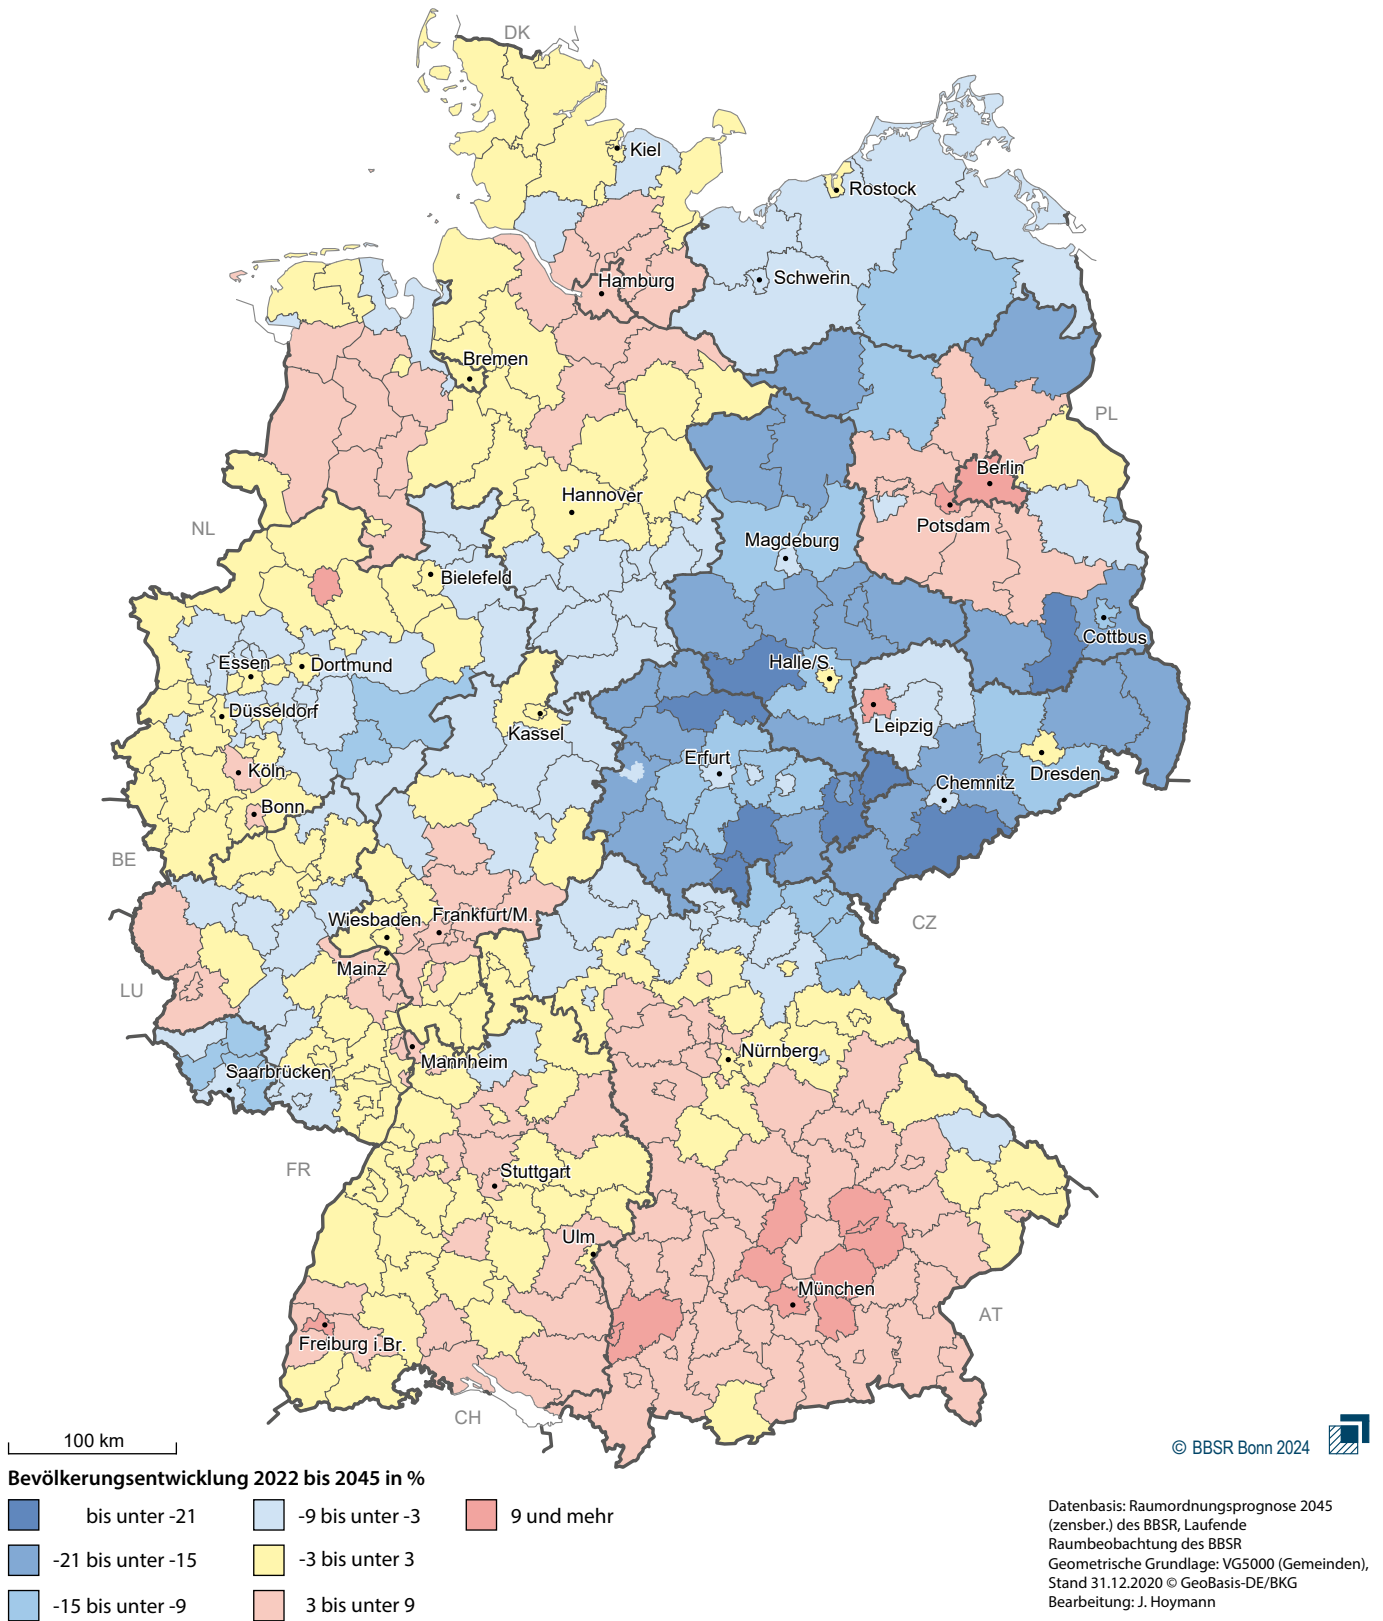 DK
Kiel
Rostock
Schwerin
Hamburg
Bremen
PL
Berlin
Hannover
Potsdam
NL
Magdeburg
Bielefeld
Cottbus
Essen
Dortmund
Halle/S.
Düsseldorf
Leipzig
Kassel
Erfurt
Köln
Dresden
Chemnitz
Bonn
BE
Wiesbaden
Frankfurt/M.
CZ
Mainz
LU
Nürnberg
Mannheim
Saarbrücken
FR
Stuttgart
Ulm
München
AT
Freiburg i.Br.
CH
100 km
© BBSR Bonn 2024
Bevölkerungsentwicklung 2022 bis 2045 in %
bis unter -21
-21 bis unter -15
-15 bis unter -9
-9 bis unter -3
-3 bis unter 3
3 bis unter 9
9 und mehr
Datenbasis: Raumordnungsprognose 2045
(zensber.) des BBSR, Laufende
Raumbeobachtung des BBSR
Geometrische Grundlage: VG5000 (Gemeinden),
Stand 31.12.2020 © GeoBasis-DE/BKG
Bearbeitung: J. Hoymann